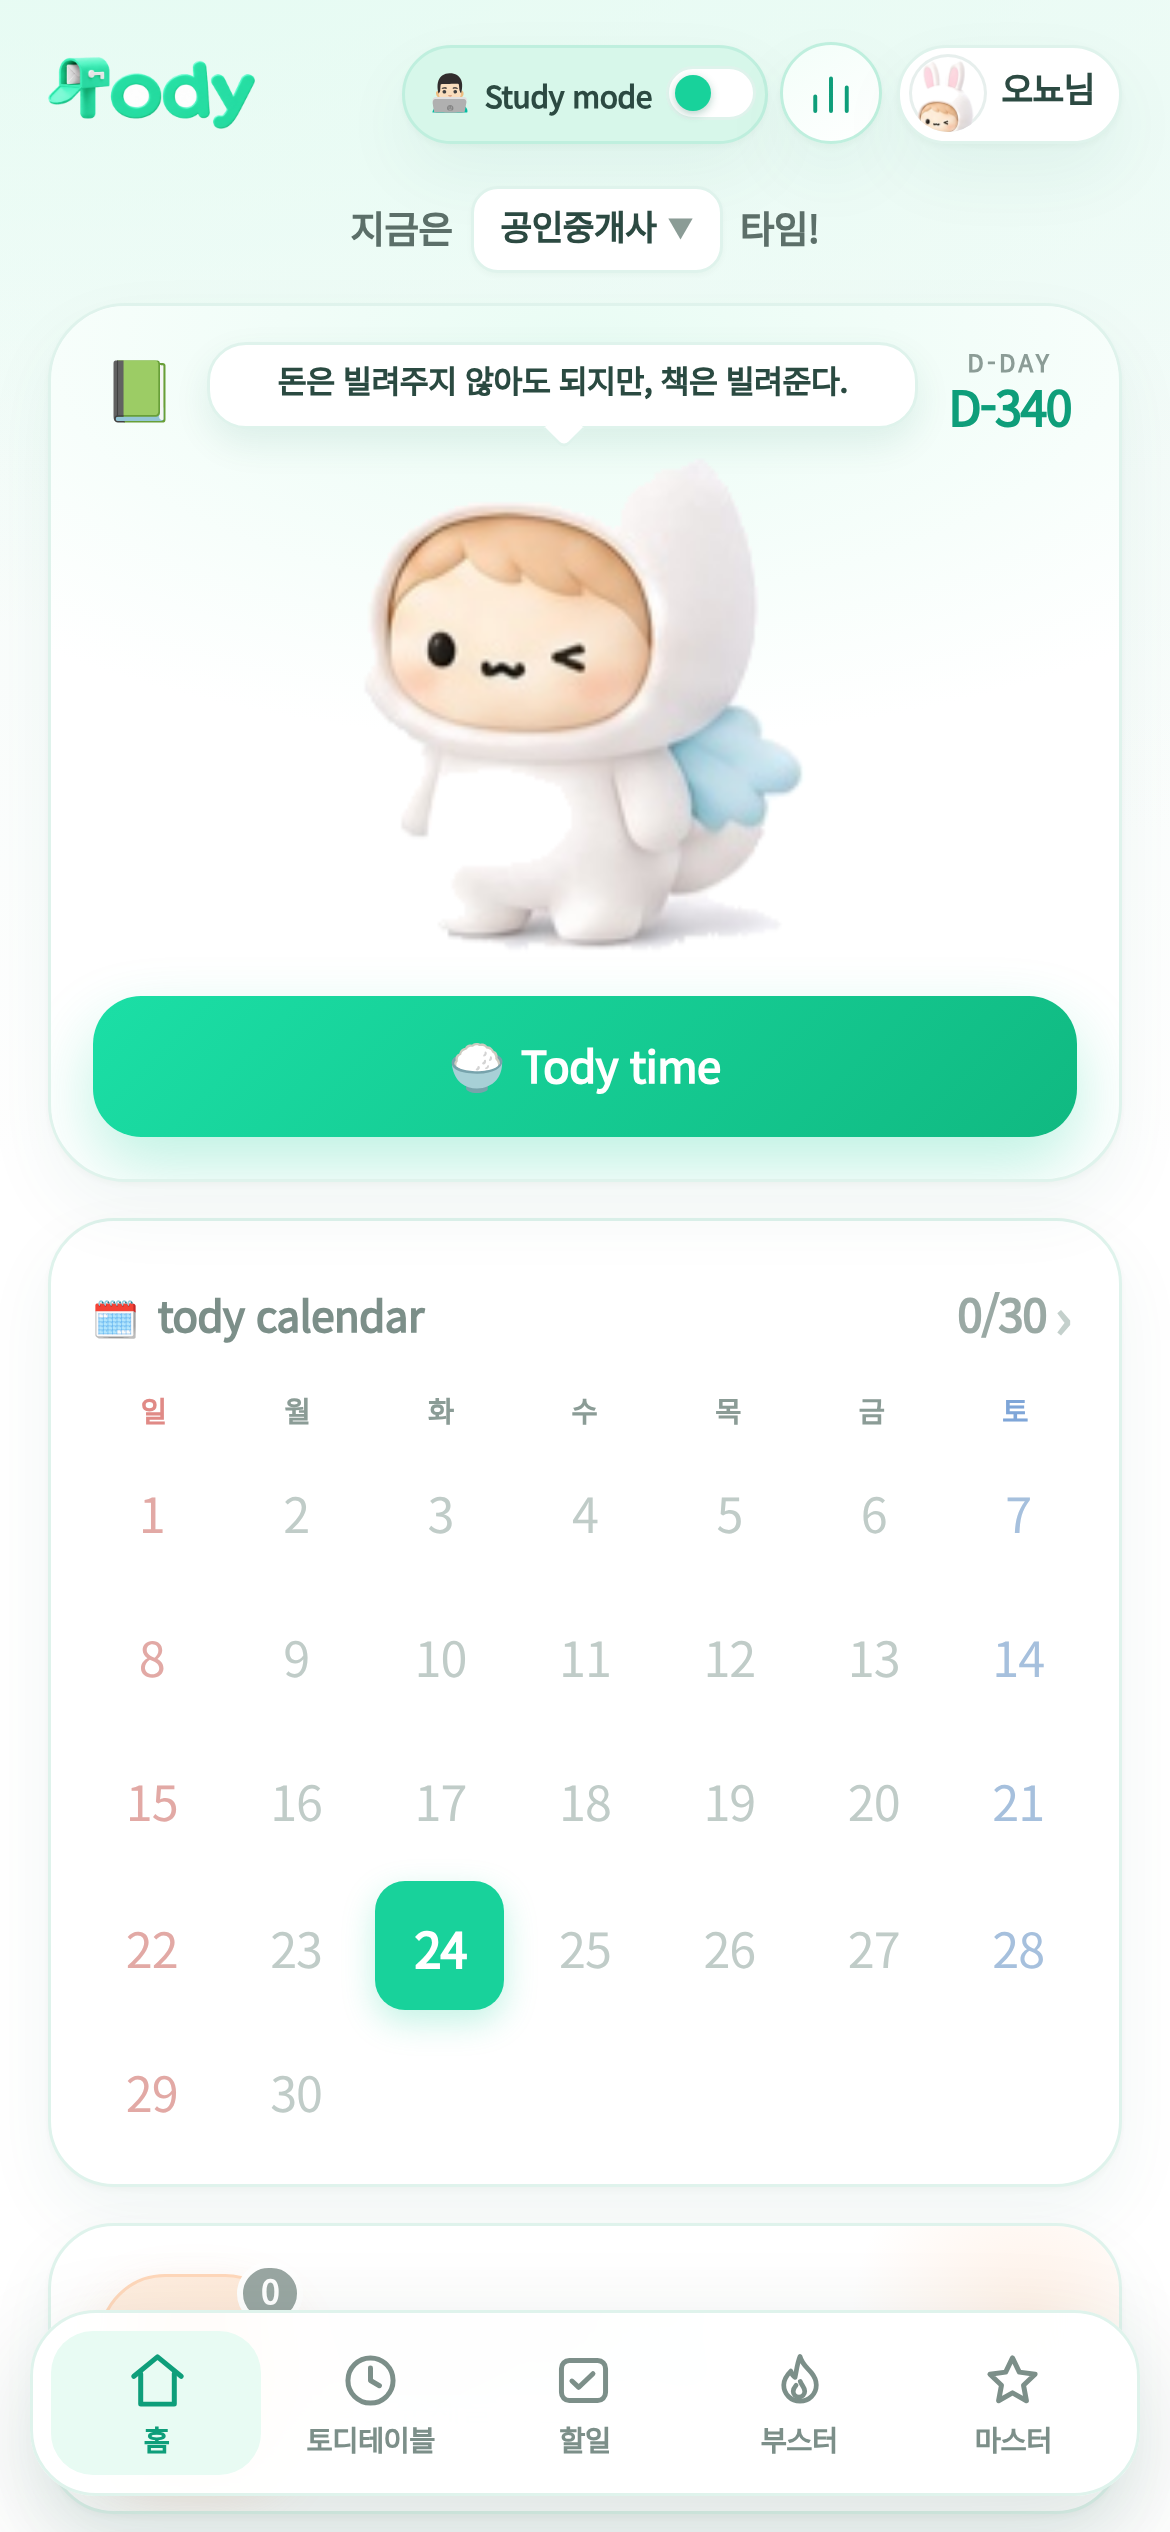 Tody
Study mode
오뇨님
지금은 공인중개사 ▼ 타임!
돈은 빌려주지 않아도 되지만, 책은 빌려준다.
D-DAY
D-340
Tody time
tody calendar
0/30 ›
일 월 화 수 목 금 토
1 2 3 4 5 6 7
8 9 10 11 12 13 14
15 16 17 18 19 20 21
22 23 24 25 26 27 28
29 30
0
홈 토디테이블 할일 부스터 마스터